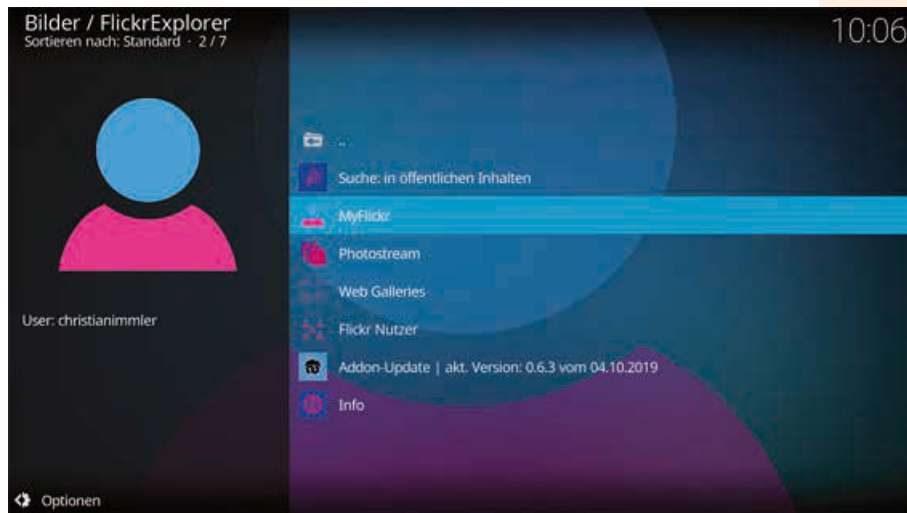 Bilder / FlickrExplorer
Sortieren nach: Standard · 2 / 7
10:06
..
Suche: in öffentlichen Inhalten
MyFlickr
Photostream
Web Galleries
User: christianimmler
Flickr Nutzer
Addon-Update | akt. Version: 0.6.3 vom 04.10.2019
Info
Optionen